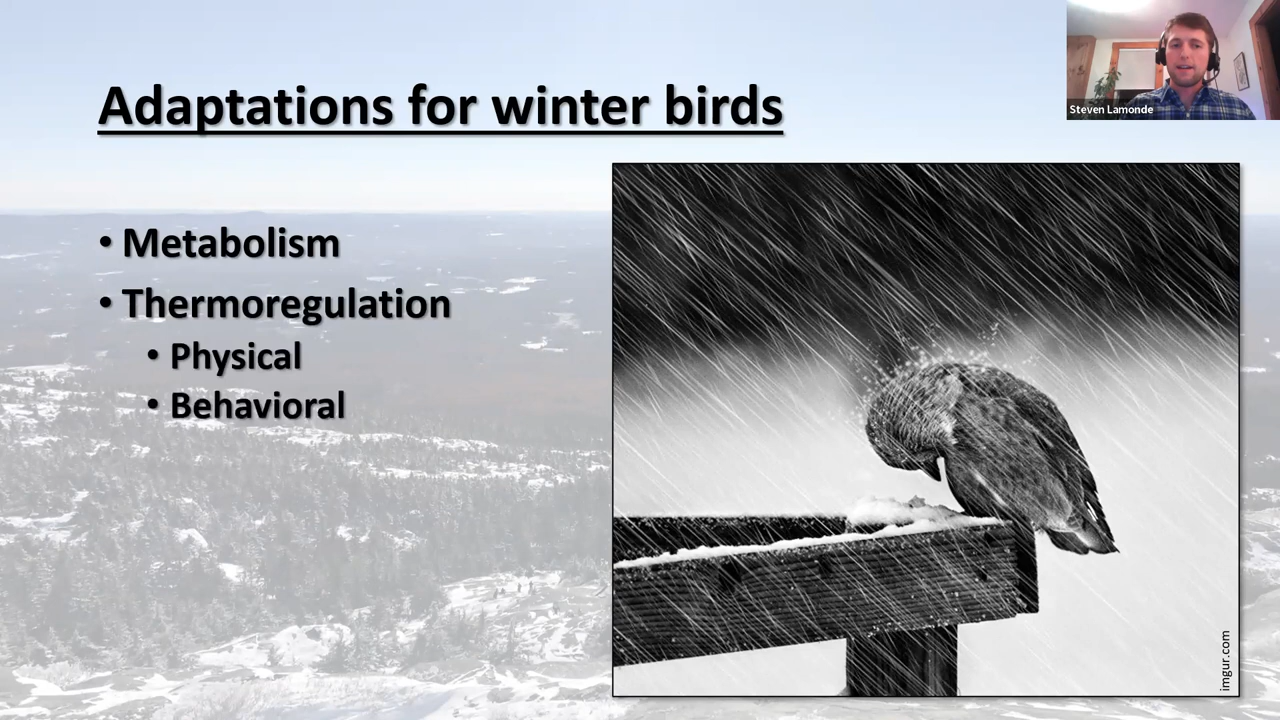 Adaptations for winter birds
Steven Lamonde
• Metabolism
• Thermoregulation
• Physical
• Behavioral
imgur.com